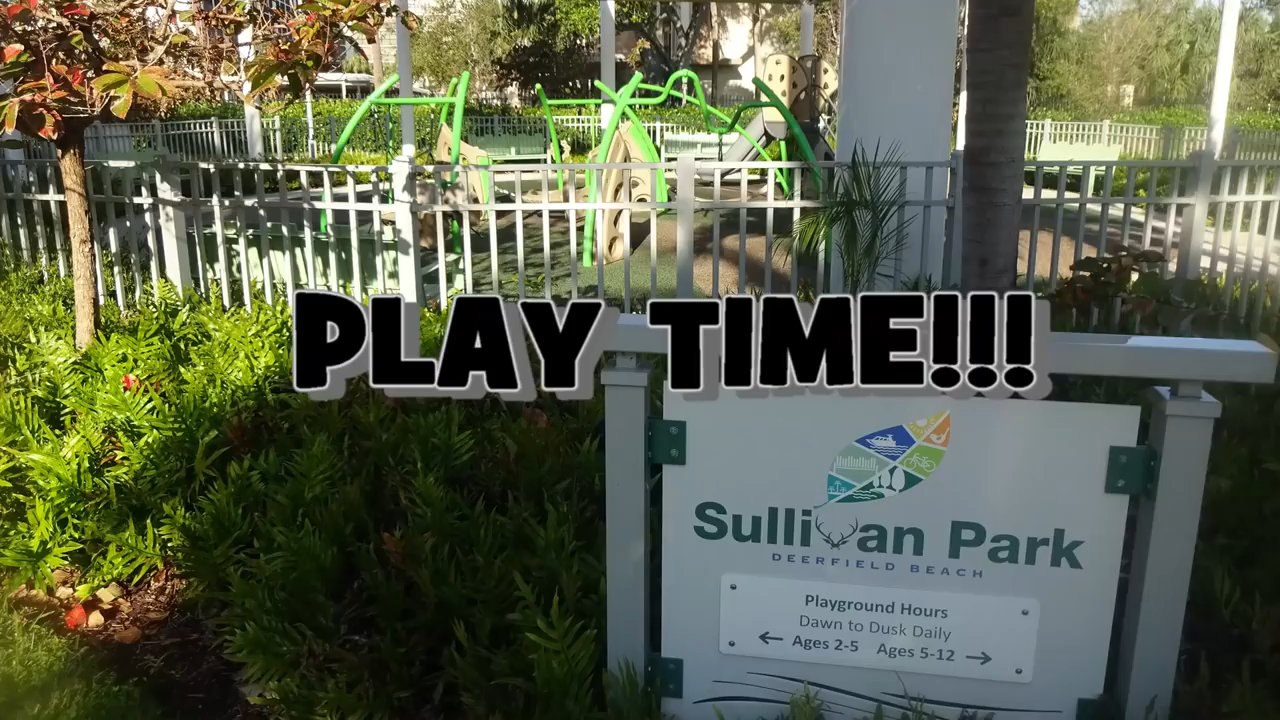 PLAY TIME!!!
Sullivan Park
DEERFIELD BEACH
Playground Hours
Dawn to Dusk Daily
← Ages 2-5 Ages 5-12 →